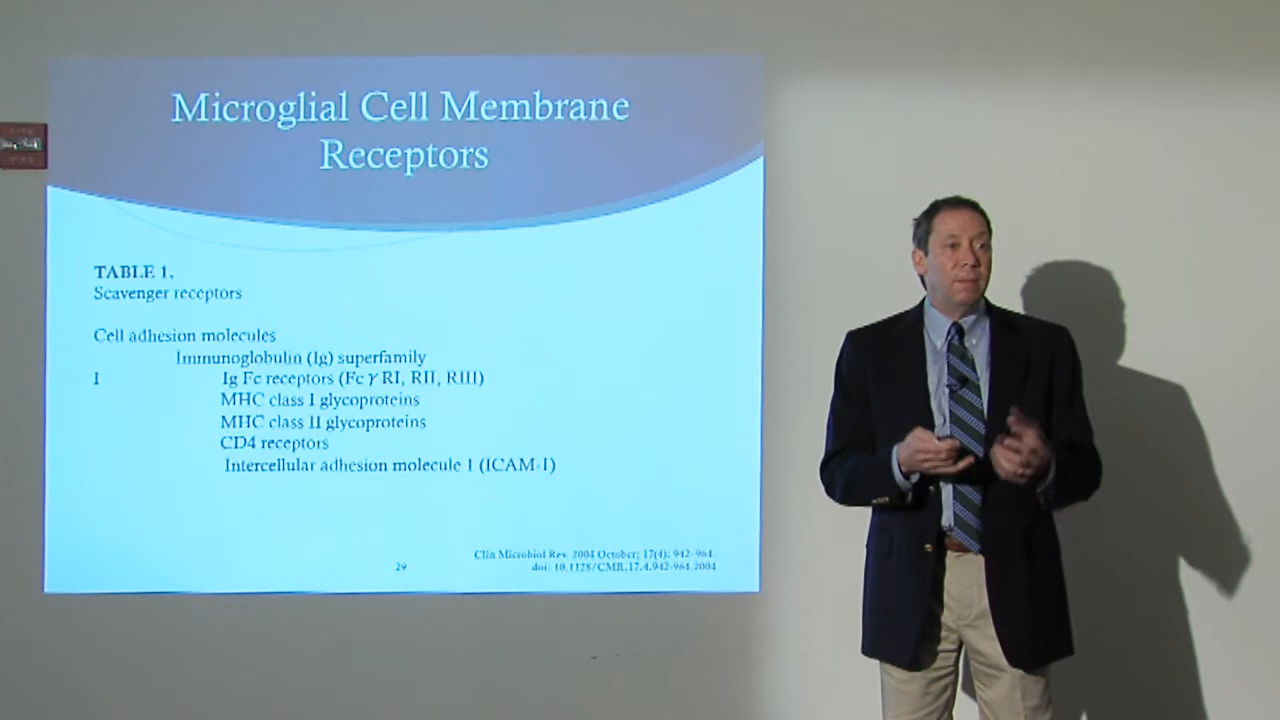 Microglial Cell Membrane
Receptors
TABLE 1.
Scavenger receptors
Cell adhesion molecules
Immunoglobulin (Ig) superfamily
I Ig Fc receptors (Fc γ RI, RII, RIII)
MHC class I glycoproteins
MHC class II glycoproteins
CD4 receptors
Intercellular adhesion molecule 1 (ICAM-1)
Clin Microbiol Rev. 2004 October; 17(4): 942-964.
29 doi: 10.1128/CMR.17.4.942-964.2004